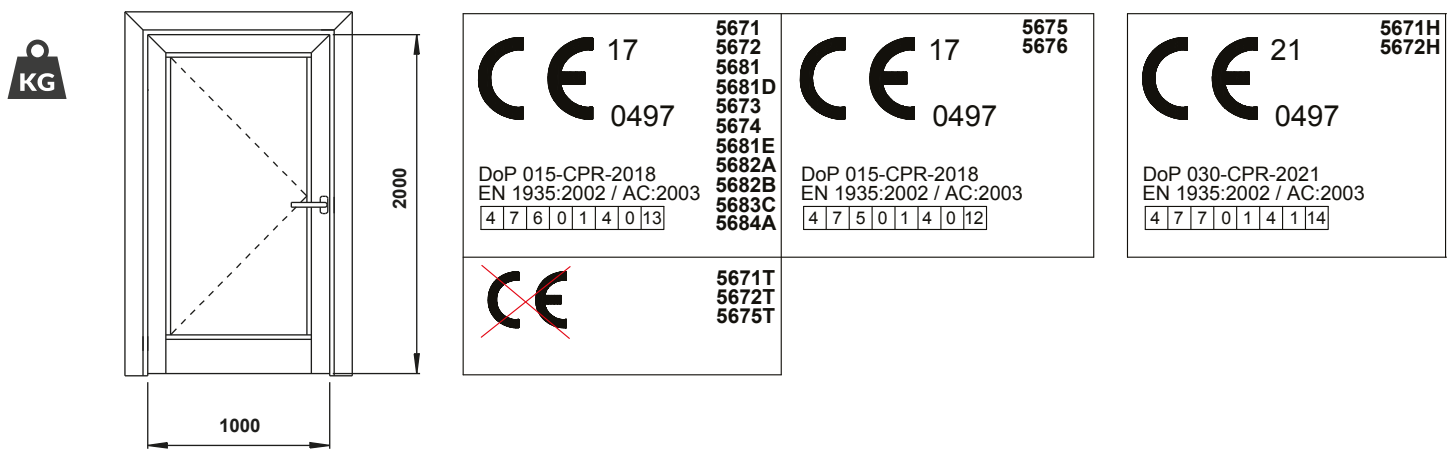 KG
2000
1000
CE 17
0497
DoP 015-CPR-2018
EN 1935:2002 / AC:2003
4 7 6 0 1 4 0 13
5671
5672
5681
5681D
5673
5674
5681E
5682A
5682B
5683C
5684A
CE 17
0497
DoP 015-CPR-2018
EN 1935:2002 / AC:2003
4 7 5 0 1 4 0 12
5675
5676
CE 21
0497
DoP 030-CPR-2021
EN 1935:2002 / AC:2003
4 7 7 0 1 4 1 14
5671H
5672H
CE
5671T
5672T
5675T